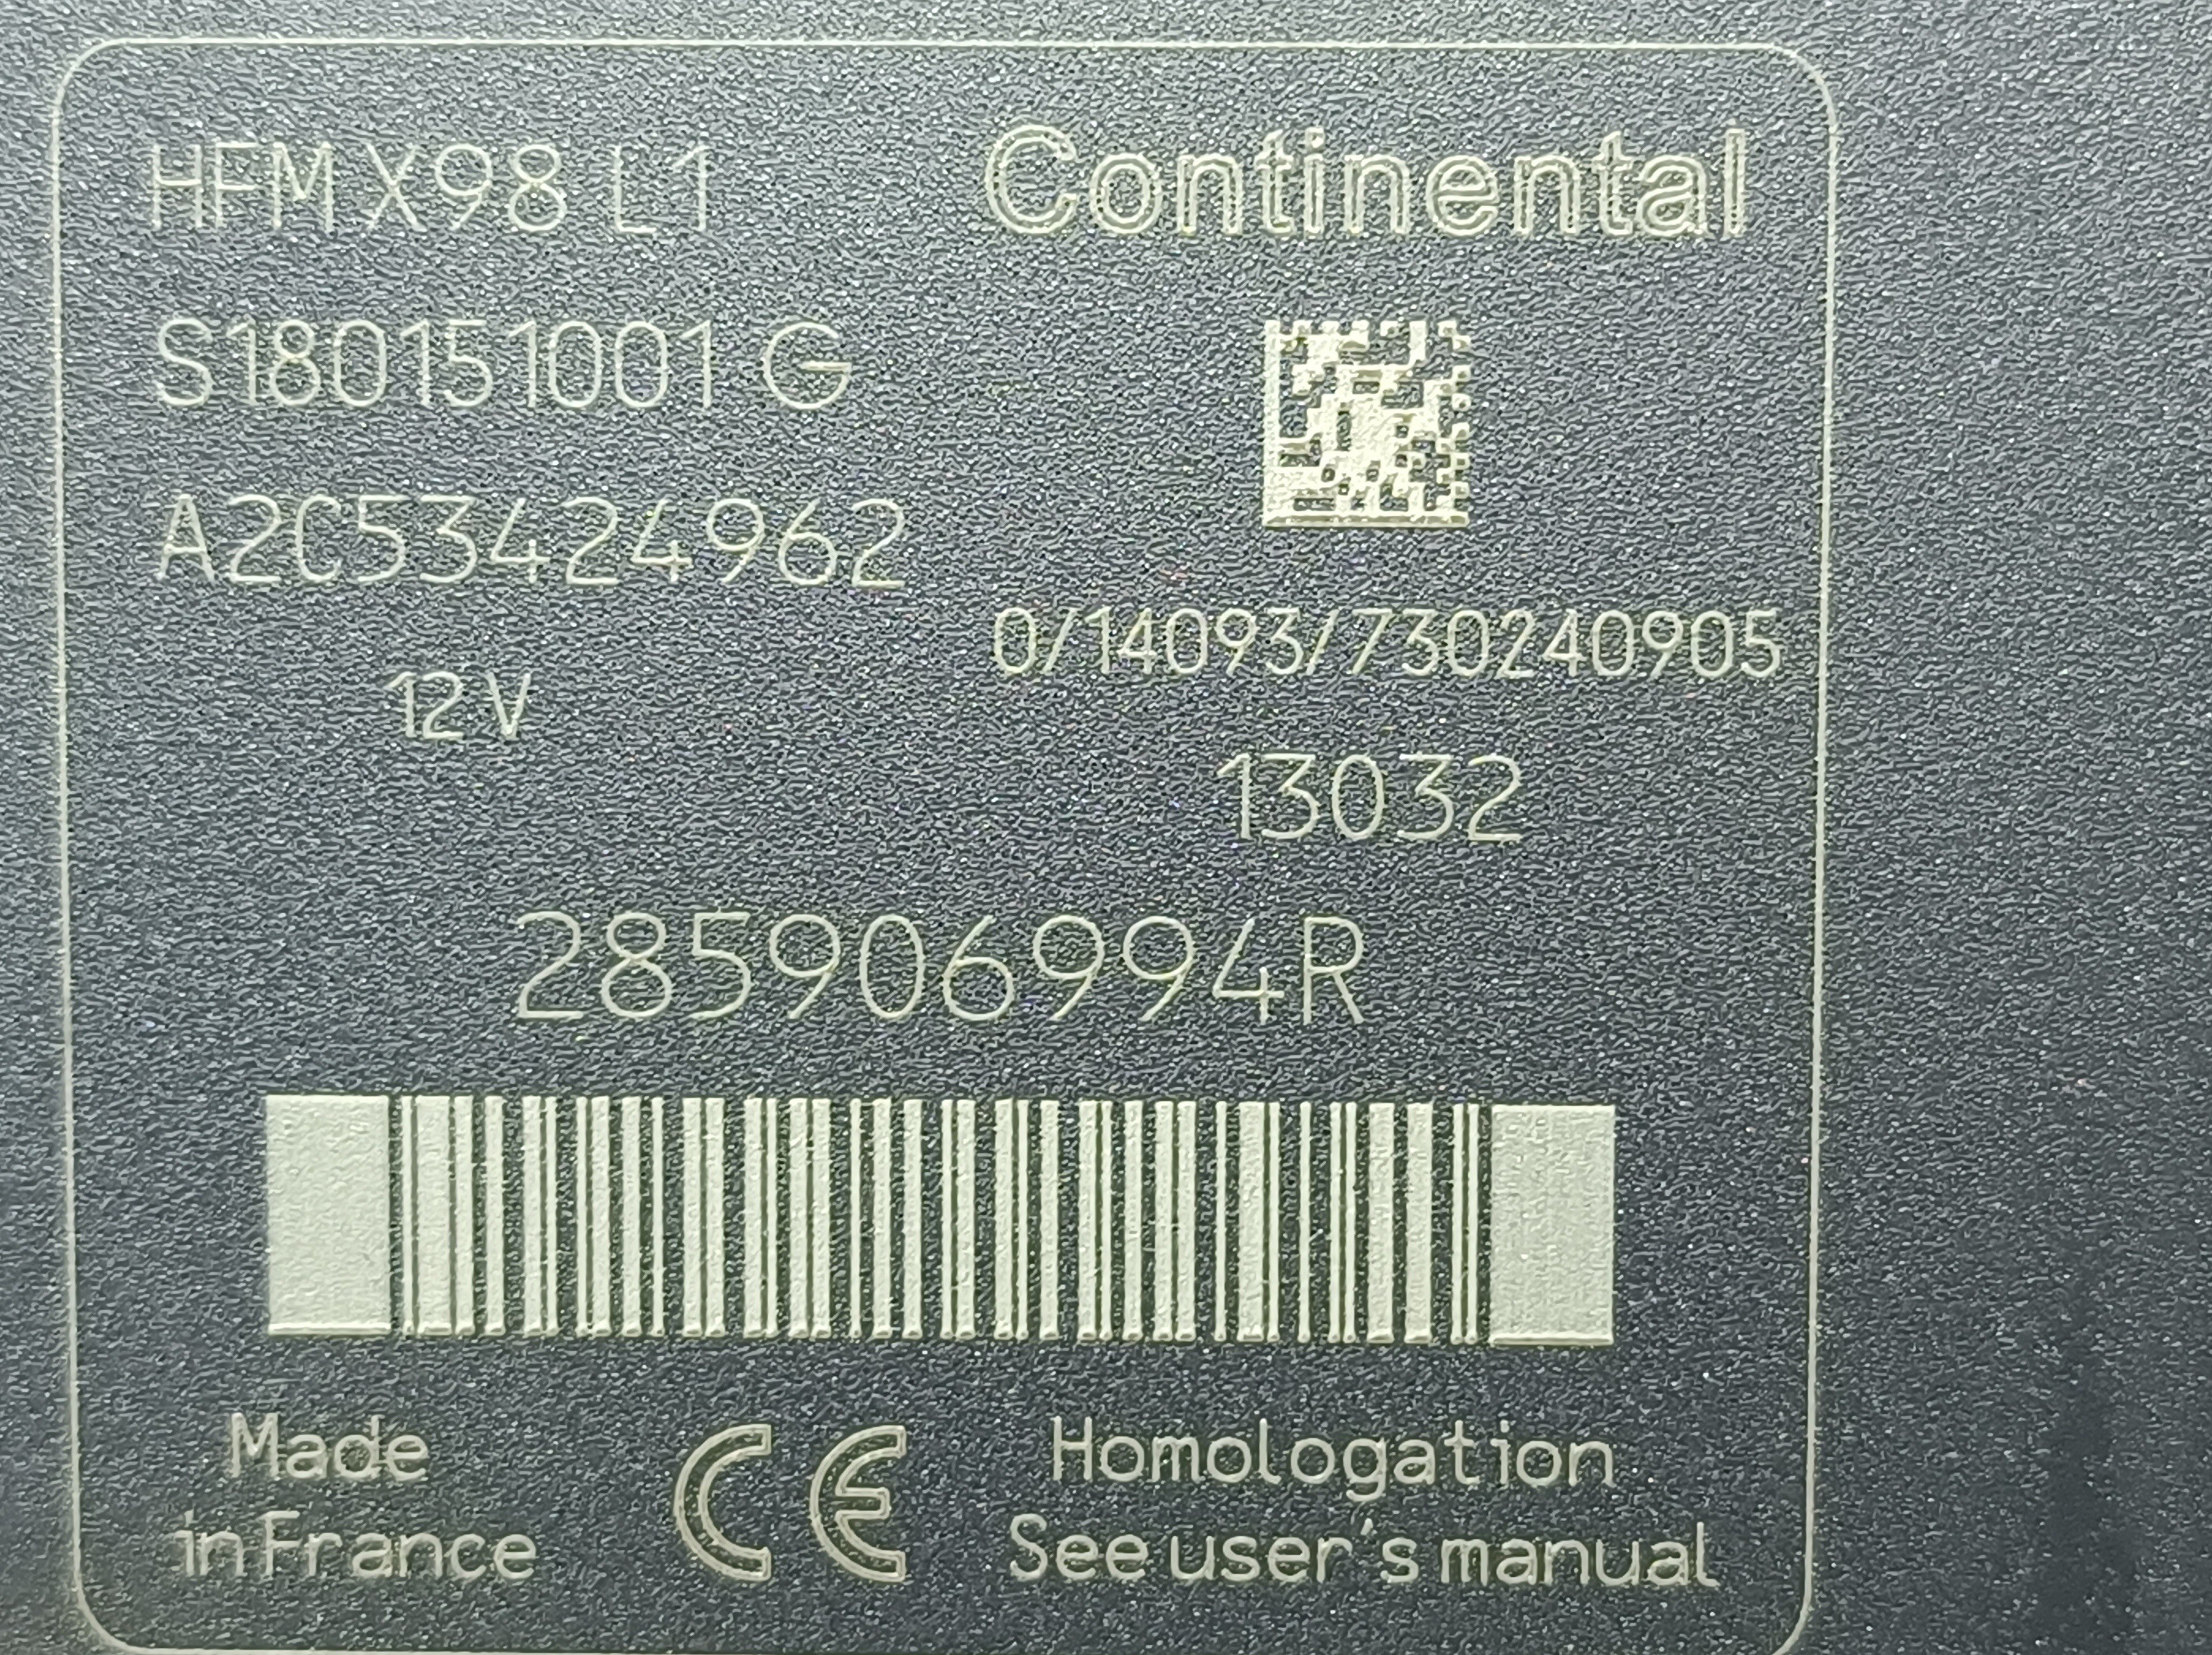 HFM X98 L1
Continental
S180151001 G
A2C53424962
0/14093/730240905
12 V
13032
285906994R
Made
in France
CE
Homologation
See user's manual